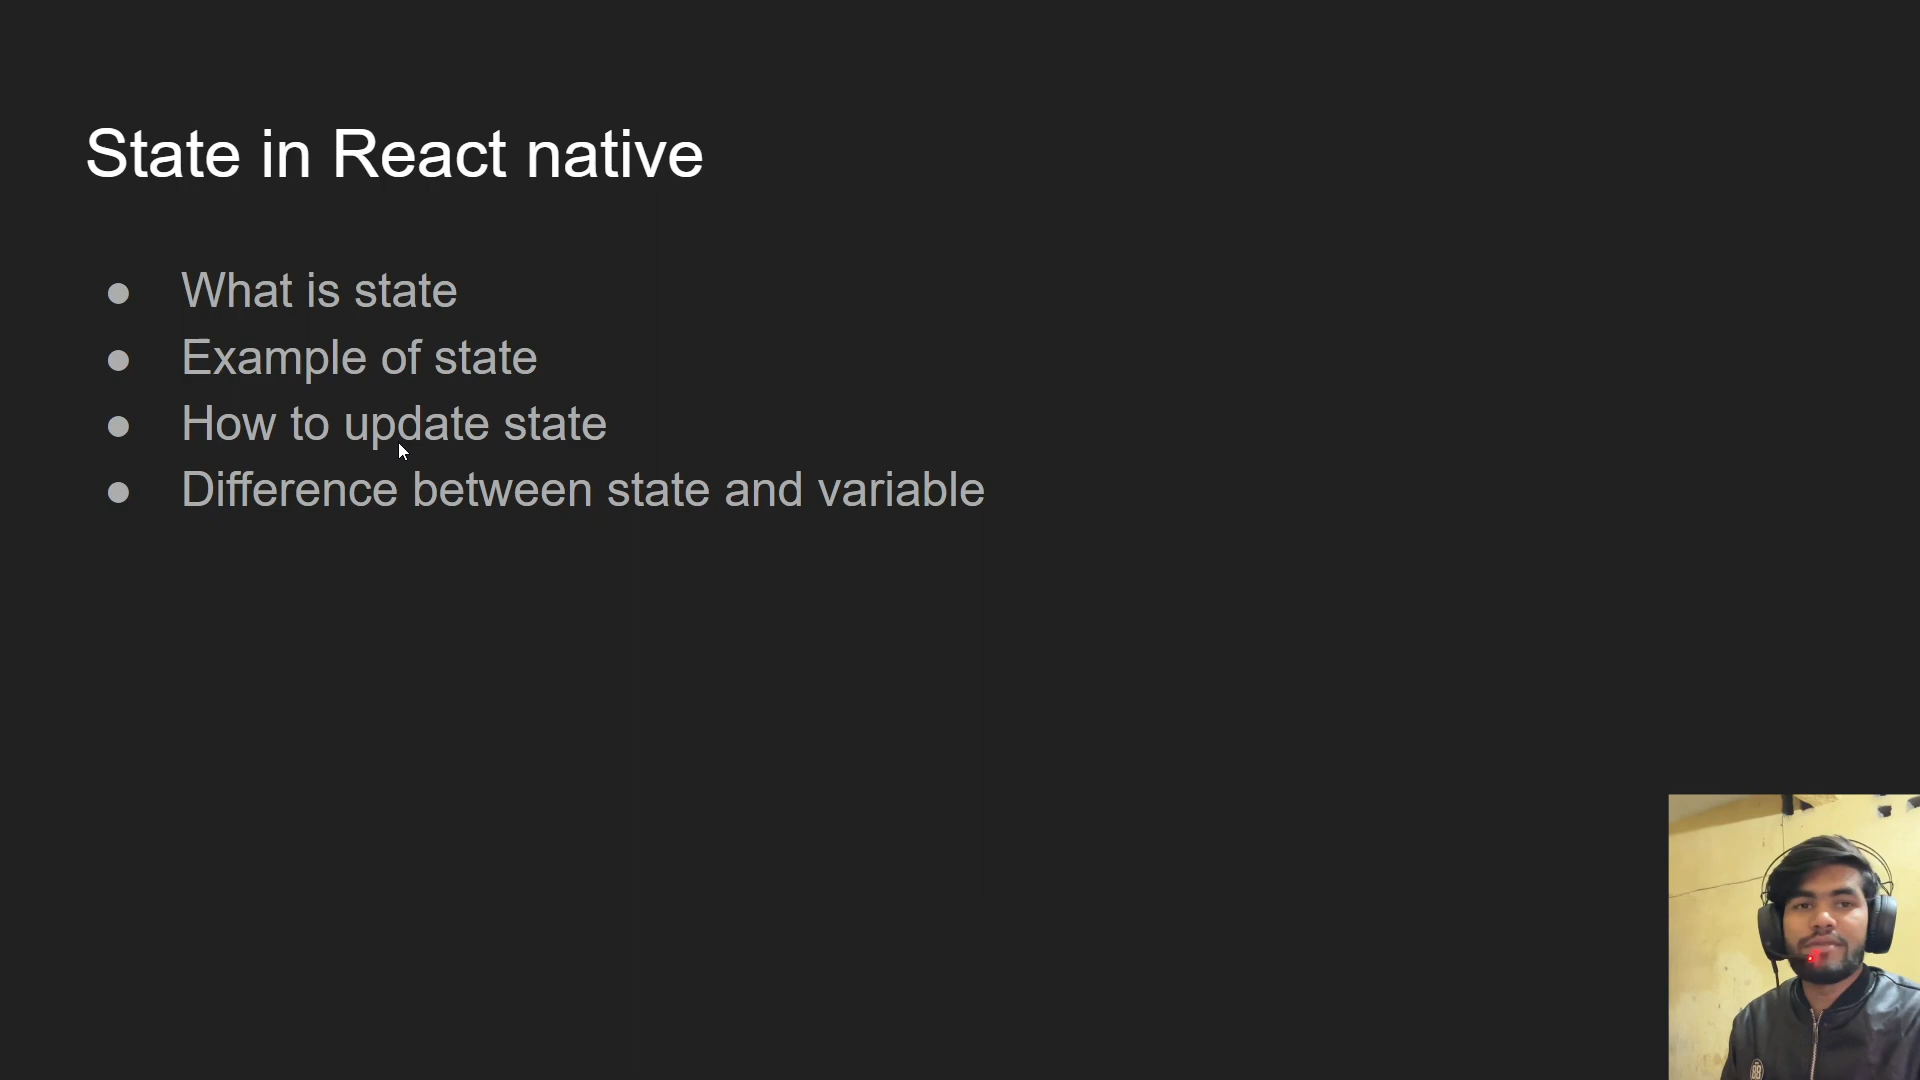 State in React native
● What is state
● Example of state
● How to update state
● Difference between state and variable